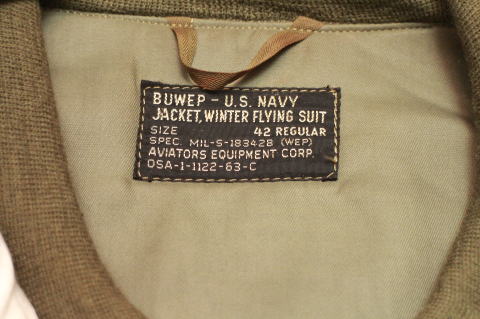 BUWEP - U.S. NAVY
JACKET, WINTER FLYING SUIT
SIZE 42 REGULAR
SPEC. MIL-S-18342B (WEP)
AVIATORS EQUIPMENT CORP.
DSA-1-1122-63-C